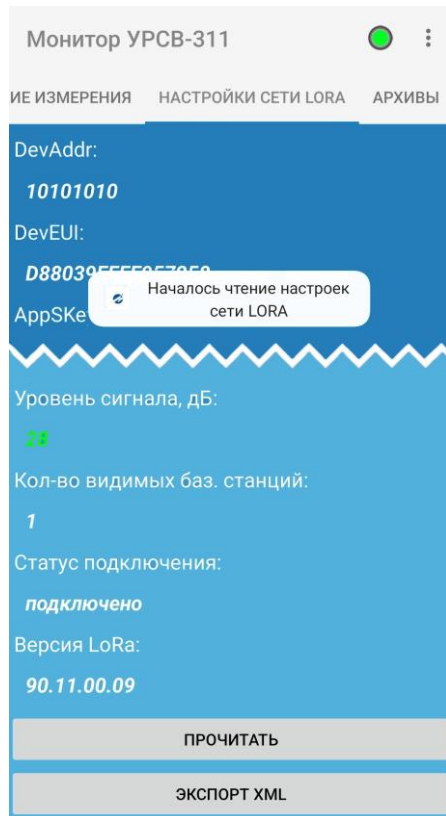 Монитор УРСВ-311
ИЕ ИЗМЕРЕНИЯ НАСТРОЙКИ СЕТИ LORA АРХИВЫ
DevAddr:
10101010
DevEUI:
Началось чтение настроек
сети LORA
AppSKe
Уровень сигнала, дБ:
Кол-во видимых баз. станций:
1
Статус подключения:
подключено
Версия LoRa:
90.11.00.09
ПРОЧИТАТЬ
ЭКСПОРТ XML